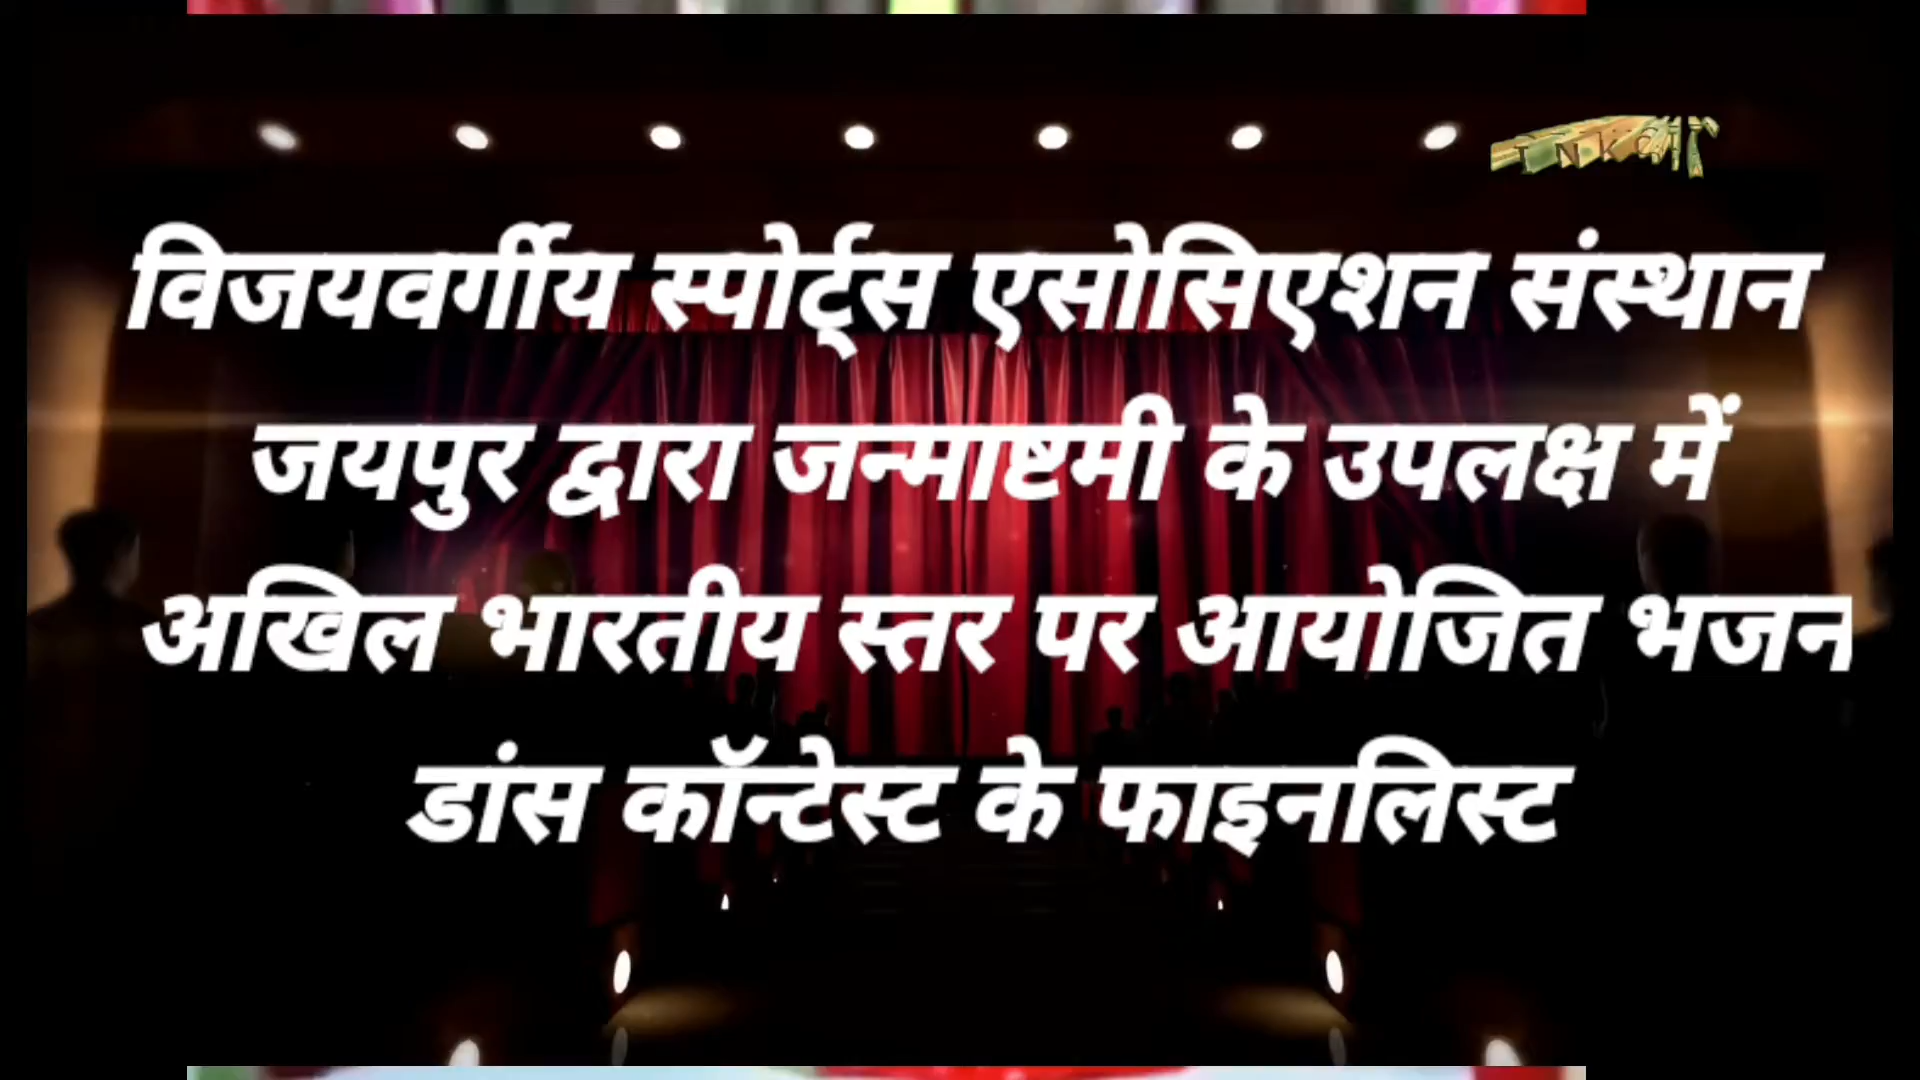 विजयवर्गीय स्पोर्ट्स एसोसिएशन संस्थान
जयपुर द्वारा जन्माष्टमी के उपलक्ष में
अखिल भारतीय स्तर पर आयोजित भजन
डांस कॉन्टेस्ट के फाइनलिस्ट